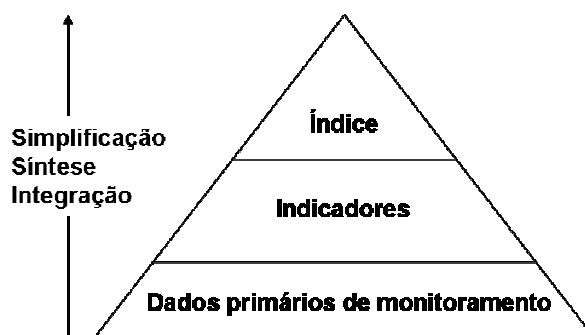 Índice
Simplificação
Síntese
Integração
Indicadores
Dados primários de monitoramento